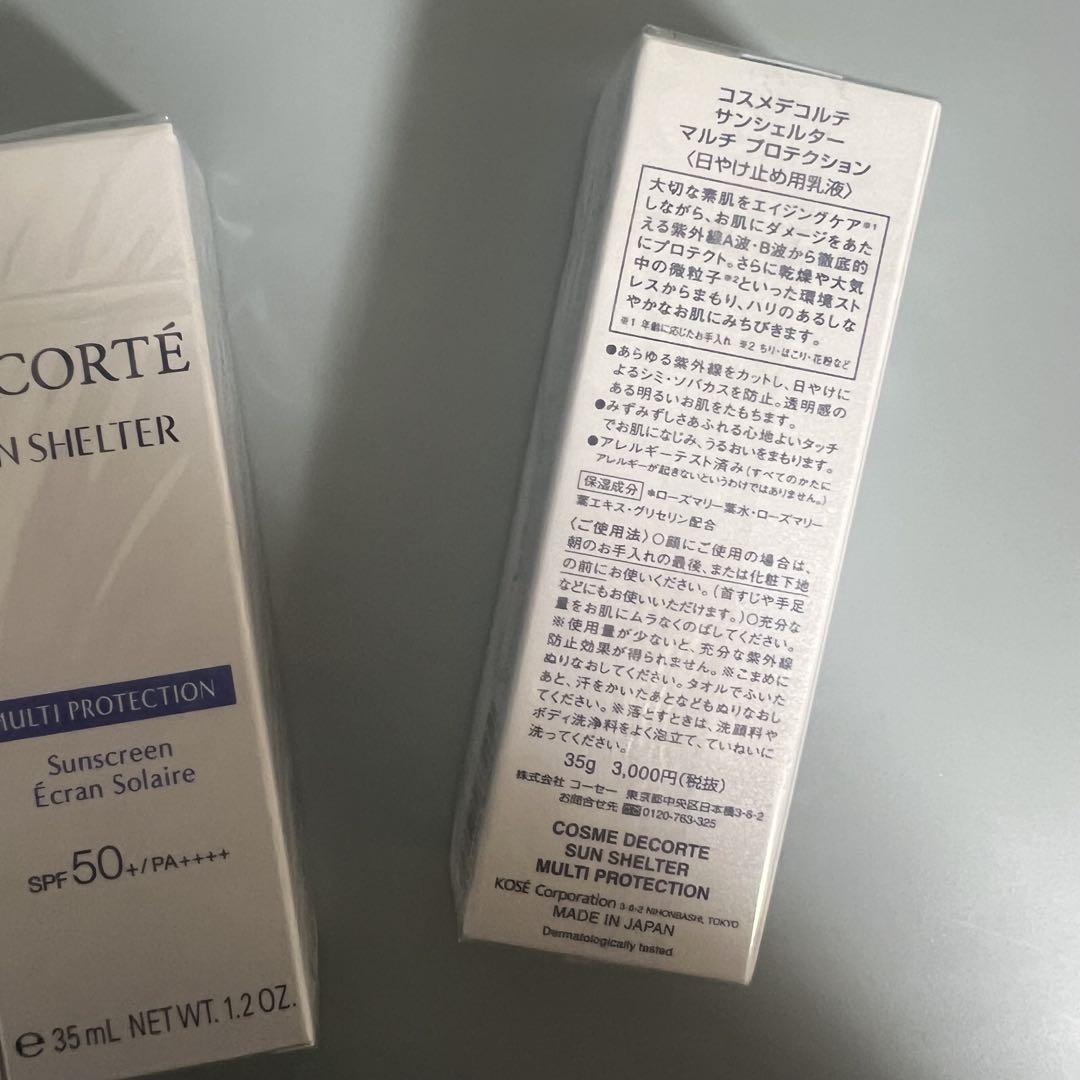 CORTÉ
N SHELTER
MULTI PROTECTION
Sunscreen
Écran Solaire
SPF 50+/PA++++
e 35 mL NET WT. 1.2 OZ.
コスメデコルテ
サンシェルター
マルチ プロテクション
〈日やけ止め用乳液〉
大切な素肌をエイジングケア※1
しながら、お肌にダメージをあた
える紫外線A波・B波から徹底的
にプロテクト。さらに乾燥や大気
中の微粒子※2といった環境スト
レスからまもり、ハリのあるしな
やかなお肌にみちびきます。
※1 年齢に応じたお手入れ ※2 ちり・ほこり・花粉など
●あらゆる紫外線をカットし、日やけに
よるシミ・ソバカスを防止。透明感の
ある明るいお肌をたもちます。
●みずみずしさあふれる心地よいタッチ
でお肌になじみ、うるおいをまもります。
●アレルギーテスト済み(すべてのかたに
アレルギーが起きないというわけではありません。)
保湿成分 *ローズマリー葉水・ローズマリー
葉エキス・グリセリン配合
〈ご使用法〉○顔にご使用の場合は、
朝のお手入れの最後、または化粧下地
の前にお使いください。(首すじや手足
などにもお使いいただけます。)○充分な
量をお肌にムラなくのばしてください。
※使用量が少ないと、充分な紫外線
防止効果が得られません。※こまめに
ぬりなおしてください。タオルでふいた
あと、汗をかいたあとなどもぬりなおし
てください。※落とすときは、洗顔料や
ボディ洗浄料をよく泡立て、ていねいに
洗ってください。
35g 3,000円(税抜)
株式会社 コーセー 東京都中央区日本橋3-6-2
お問合せ先 0120-763-325
COSME DECORTE
SUN SHELTER
MULTI PROTECTION
KOSÉ Corporation 3-6-2 NIHONBASHI, TOKYO
MADE IN JAPAN
Dermatologically tested